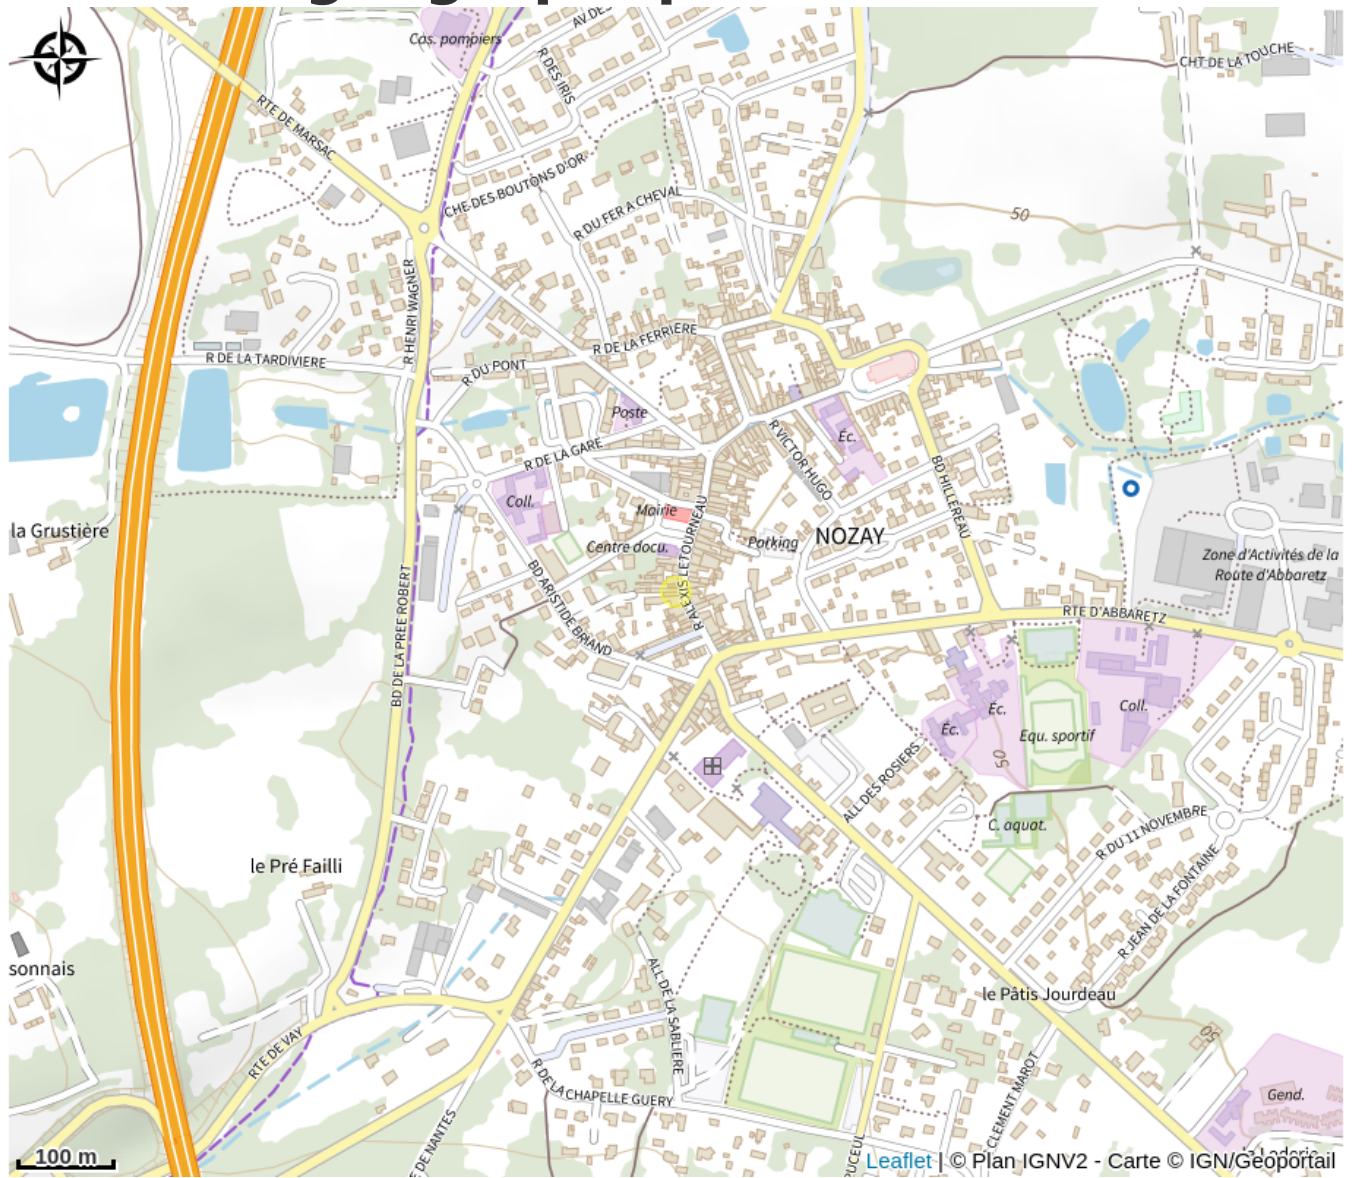 Cas. pompiers
AV DES
R DES IRIS
CHT DE LA TOUCHE
RTE DE MARSAC
CHE DES BOUTONS D'OR
R DU FER A CHEVAL
50
R HENRI WAGNER
R DE LA FERRIERE
R DE LA TARDIVIERE
R DU PONT
Poste
R VICTOR HUGO
Éc.
R DE LA GARE
BD HILLEREAU
Coll.
Mairie
la Grustière
Centre docu.
Parking
NOZAY
Zone d'Activités de la
Route d'Abbaretz
R ALEXIS LETOURNEAU
BD ARISTIDE BRIAND
BD DE LA PREE ROBERT
RTE D'ABBARETZ
Éc.
Coll.
Éc.
Equ. sportif
50
ALL DES ROSIERS
C. aquat.
R DU 11 NOVEMBRE
le Pré Failli
R JEAN DE LA FONTAINE
sonnais
ALL DE LA SABLIERE
le Pâtis Jourdeau
50
RTE DE VAY
R DE LA CHAPELLE GUERY
CLEMENT MAROT
Gend.
E DE NANTES
OUCEUL
100 m
Leaflet | © Plan IGNV2 - Carte © IGN/Geoportail